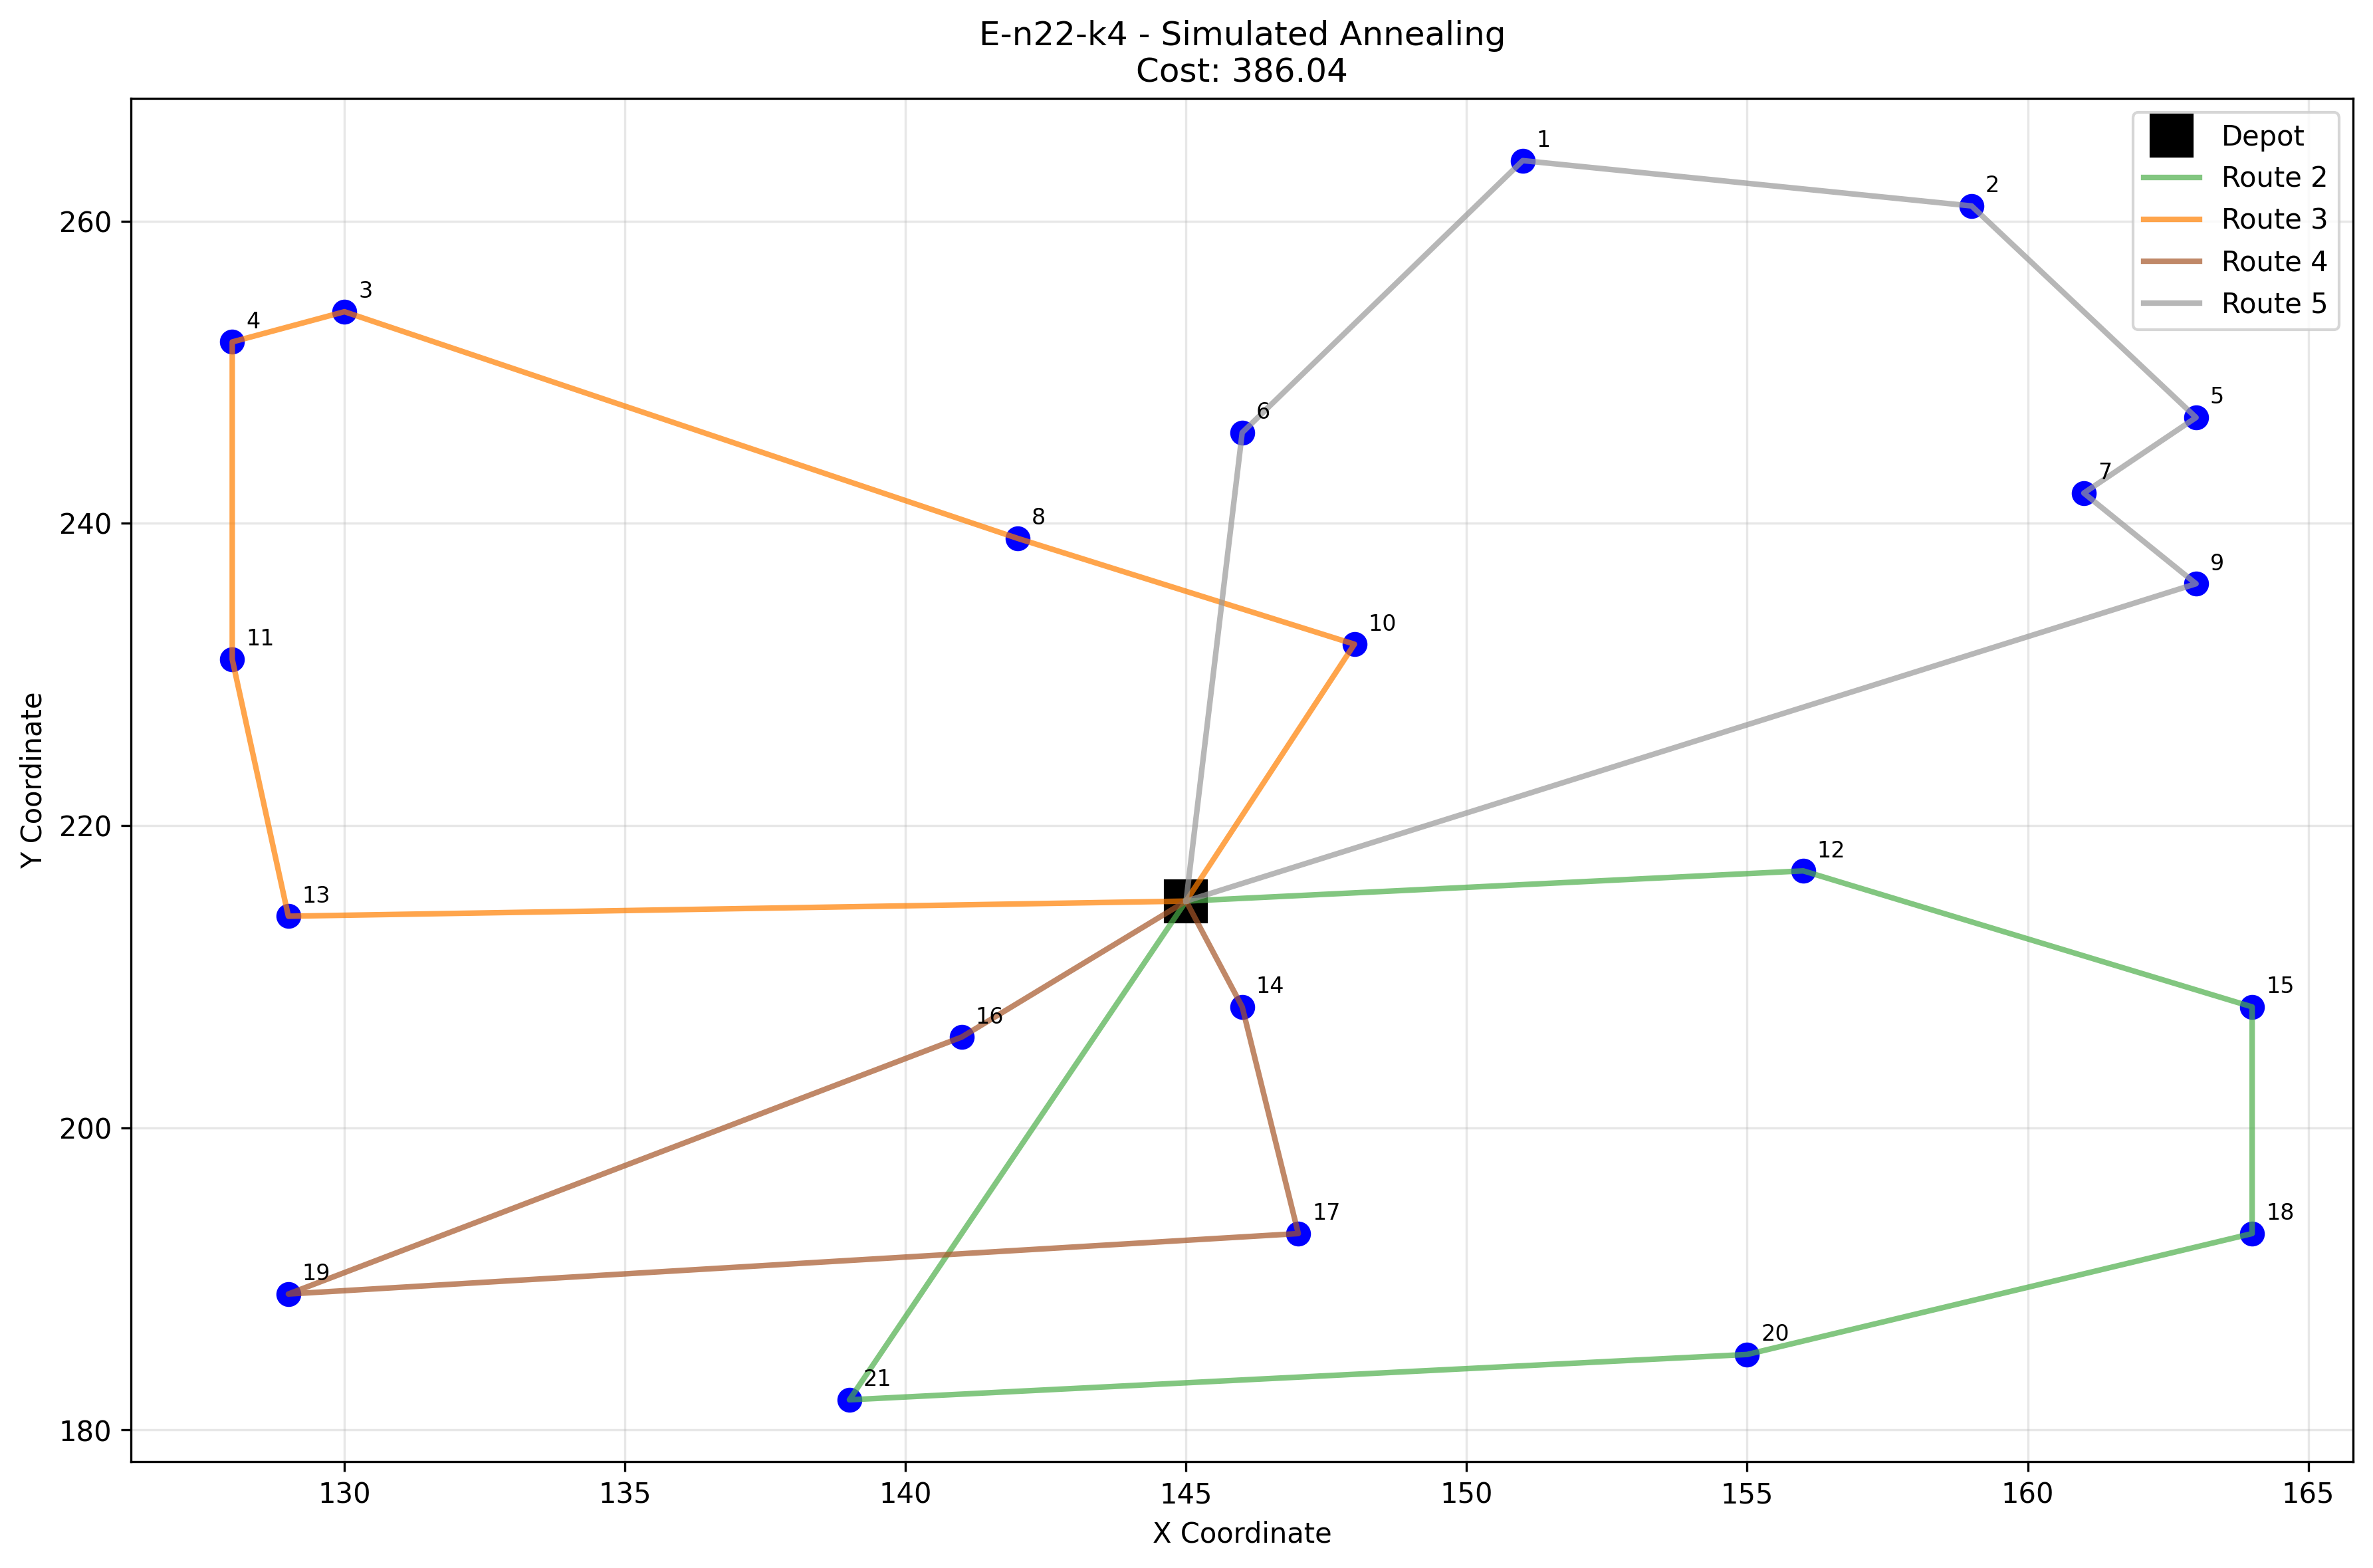 E-n22-k4 - Simulated Annealing
Cost: 386.04
Depot
Route 2
Route 3
Route 4
Route 5
Y Coordinate
260
240
220
200
180
1
2
3
4
5
6
7
8
9
10
11
12
13
14
15
16
17
18
19
20
21
130 135 140 145 150 155 160 165
X Coordinate